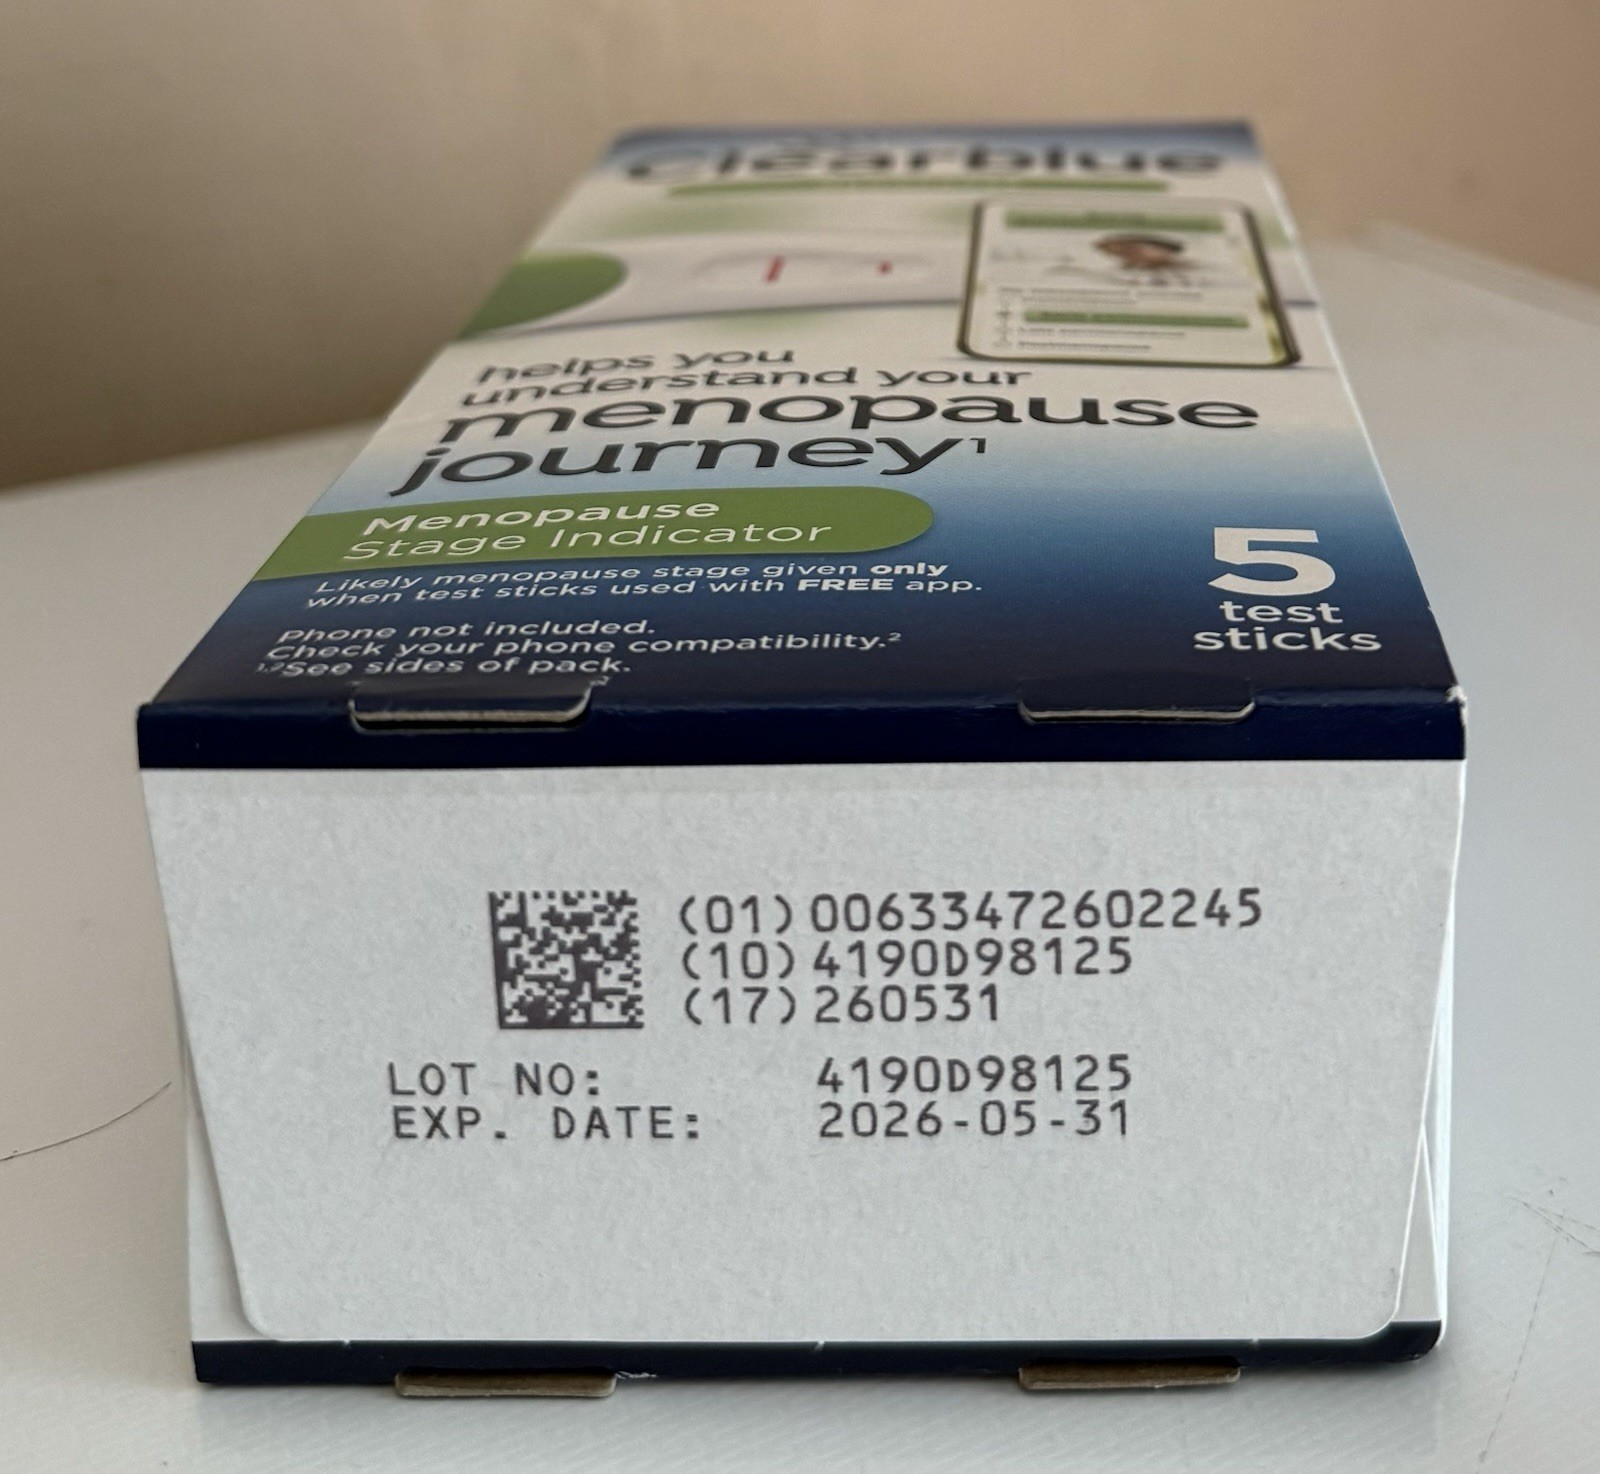 clearblue
helps you
understand your
menopause
journey¹
Menopause
Stage Indicator
Likely menopause stage given only
when test sticks used with FREE app.
Phone not included.
Check your phone compatibility.²
¹,²See sides of pack.
5
test
sticks
(01) 00633472602245
(10) 4190D98125
(17) 260531
LOT NO: 4190D98125
EXP. DATE: 2026-05-31